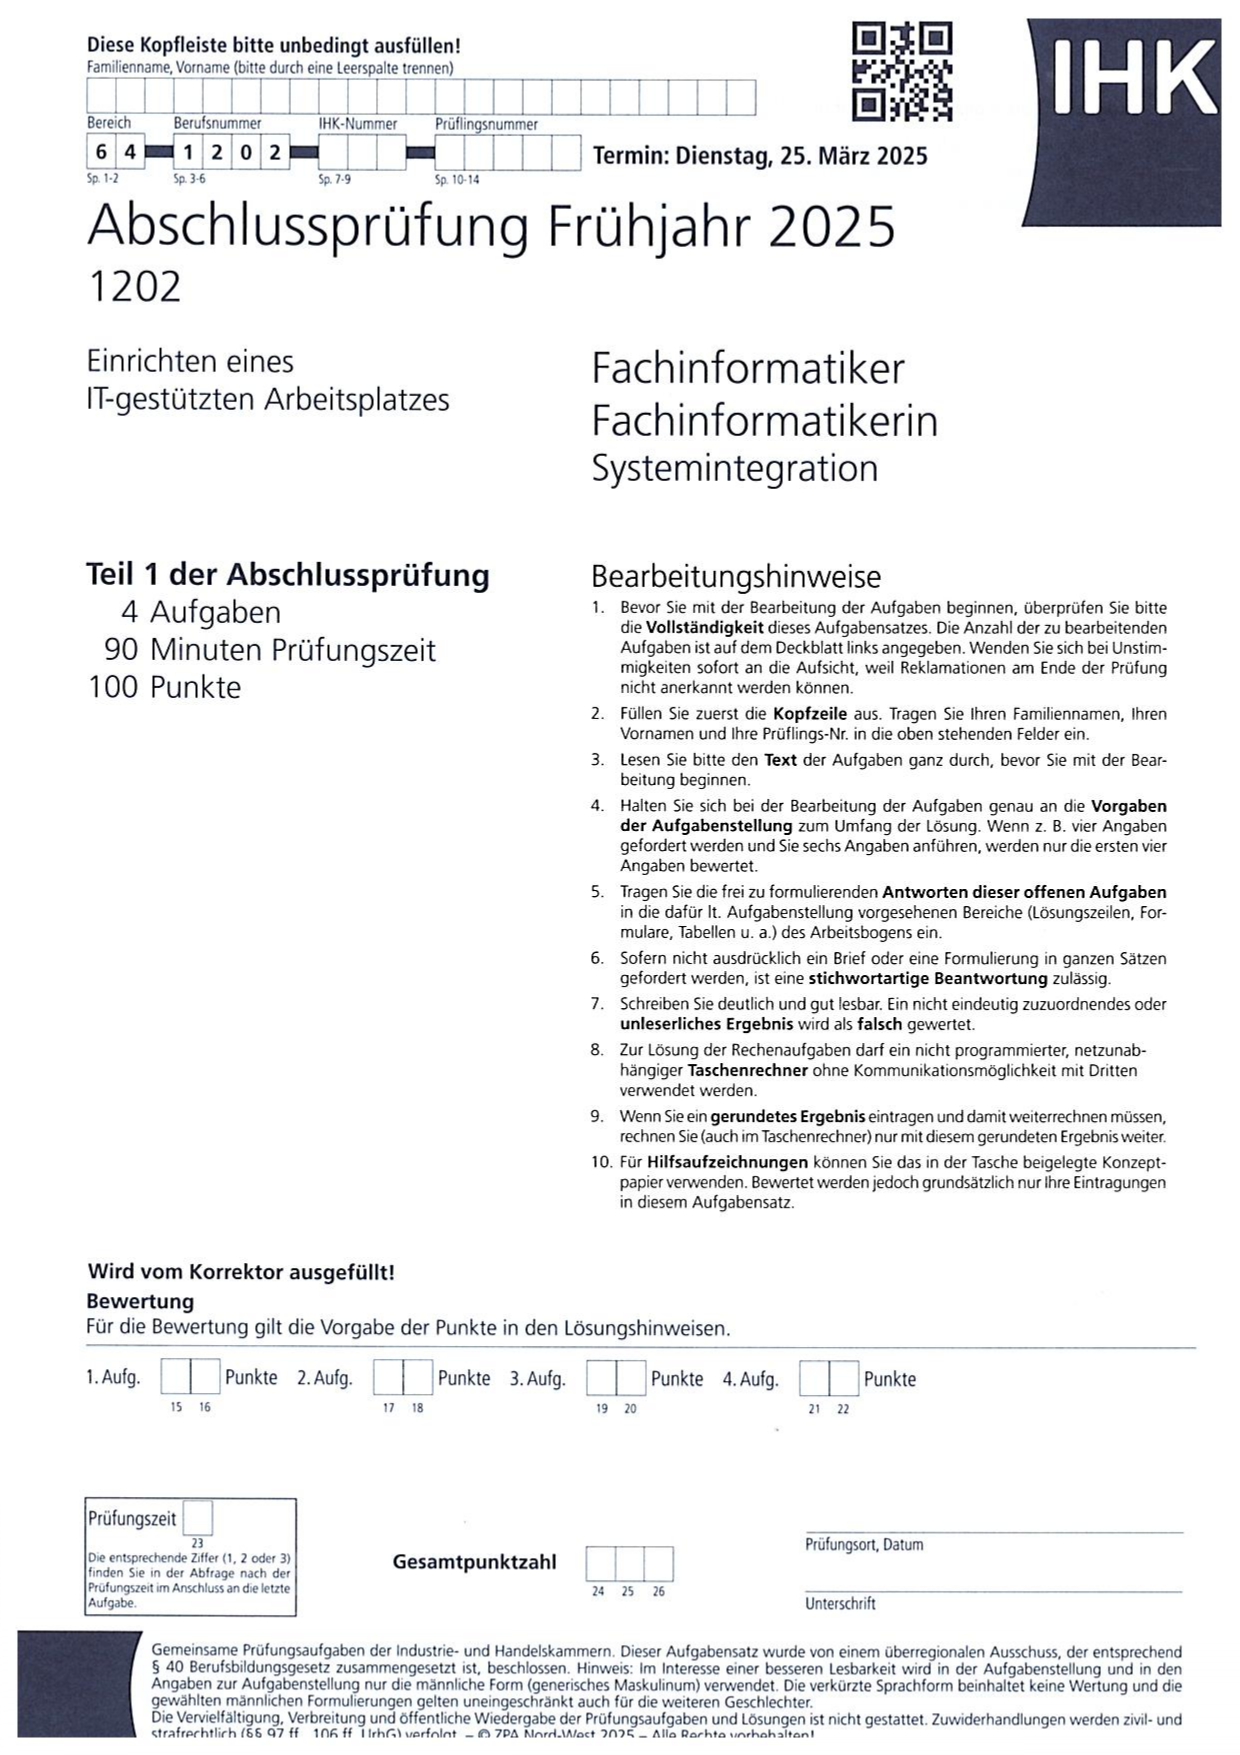 Diese Kopfleiste bitte unbedingt ausfüllen!
Familienname, Vorname (bitte durch eine Leerspalte trennen)
IHK
Bereich Berufsnummer IHK-Nummer Prüflingsnummer
6 4 1 2 0 2 Termin: Dienstag, 25. März 2025
Sp. 1-2 Sp. 3-6 Sp. 7-9 Sp. 10-14
Abschlussprüfung Frühjahr 2025
1202
Einrichten eines
IT-gestützten Arbeitsplatzes
Fachinformatiker
Fachinformatikerin
Systemintegration
Teil 1 der Abschlussprüfung
4 Aufgaben
90 Minuten Prüfungszeit
100 Punkte
Bearbeitungshinweise
1. Bevor Sie mit der Bearbeitung der Aufgaben beginnen, überprüfen Sie bitte
die Vollständigkeit dieses Aufgabensatzes. Die Anzahl der zu bearbeitenden
Aufgaben ist auf dem Deckblatt links angegeben. Wenden Sie sich bei Unstim-
migkeiten sofort an die Aufsicht, weil Reklamationen am Ende der Prüfung
nicht anerkannt werden können.
2. Füllen Sie zuerst die Kopfzeile aus. Tragen Sie Ihren Familiennamen, Ihren
Vornamen und Ihre Prüflings-Nr. in die oben stehenden Felder ein.
3. Lesen Sie bitte den Text der Aufgaben ganz durch, bevor Sie mit der Bear-
beitung beginnen.
4. Halten Sie sich bei der Bearbeitung der Aufgaben genau an die Vorgaben
der Aufgabenstellung zum Umfang der Lösung. Wenn z. B. vier Angaben
gefordert werden und Sie sechs Angaben anführen, werden nur die ersten vier
Angaben bewertet.
5. Tragen Sie die frei zu formulierenden Antworten dieser offenen Aufgaben
in die dafür lt. Aufgabenstellung vorgesehenen Bereiche (Lösungszeilen, For-
mulare, Tabellen u. a.) des Arbeitsbogens ein.
6. Sofern nicht ausdrücklich ein Brief oder eine Formulierung in ganzen Sätzen
gefordert werden, ist eine stichwortartige Beantwortung zulässig.
7. Schreiben Sie deutlich und gut lesbar. Ein nicht eindeutig zuzuordnendes oder
unleserliches Ergebnis wird als falsch gewertet.
8. Zur Lösung der Rechenaufgaben darf ein nicht programmierter, netzunab-
hängiger Taschenrechner ohne Kommunikationsmöglichkeit mit Dritten
verwendet werden.
9. Wenn Sie ein gerundetes Ergebnis eintragen und damit weiterrechnen müssen,
rechnen Sie (auch im Taschenrechner) nur mit diesem gerundeten Ergebnis weiter.
10. Für Hilfsaufzeichnungen können Sie das in der Tasche beigelegte Konzept-
papier verwenden. Bewertet werden jedoch grundsätzlich nur Ihre Eintragungen
in diesem Aufgabensatz.
Wird vom Korrektor ausgefüllt!
Bewertung
Für die Bewertung gilt die Vorgabe der Punkte in den Lösungshinweisen.
1. Aufg. Punkte 2. Aufg. Punkte 3. Aufg. Punkte 4. Aufg. Punkte
15 16 17 18 19 20 21 22
Prüfungszeit
23
Die entsprechende Ziffer (1, 2 oder 3)
finden Sie in der Abfrage nach der
Prüfungszeit im Anschluss an die letzte
Aufgabe.
Gesamtpunktzahl
24 25 26
Prüfungsort, Datum
Unterschrift
Gemeinsame Prüfungsaufgaben der Industrie- und Handelskammern. Dieser Aufgabensatz wurde von einem überregionalen Ausschuss, der entsprechend
§ 40 Berufsbildungsgesetz zusammengesetzt ist, beschlossen. Hinweis: Im Interesse einer besseren Lesbarkeit wird in der Aufgabenstellung und in den
Angaben zur Aufgabenstellung nur die männliche Form (generisches Maskulinum) verwendet. Die verkürzte Sprachform beinhaltet keine Wertung und die
gewählten männlichen Formulierungen gelten uneingeschränkt auch für die weiteren Geschlechter.
Die Vervielfältigung, Verbreitung und öffentliche Wiedergabe der Prüfungsaufgaben und Lösungen ist nicht gestattet. Zuwiderhandlungen werden zivil- und
strafrechtlich (§§ 97 ff., 106 ff. UrhG) verfolgt. – © ZPA Nord-West 2025 – Alle Rechte vorbehalten!